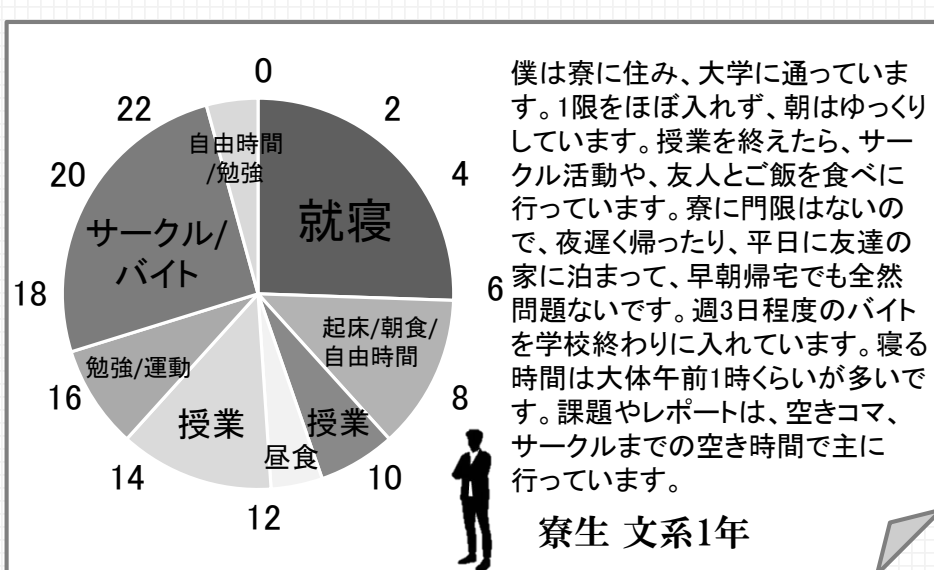 0
2
4
6
8
10
12
14
16
18
20
22
就寝
起床/朝食/
自由時間
授業
昼食
授業
勉強/運動
サークル/
バイト
自由時間
/勉強
僕は寮に住み、大学に通っていま
す。1限をほぼ入れず、朝はゆっくり
しています。授業を終えたら、サー
クル活動や、友人とご飯を食べに
行っています。寮に門限はないの
で、夜遅く帰ったり、平日に友達の
家に泊まって、早朝帰宅でも全然
問題ないです。週3日程度のバイト
を学校終わりに入れています。寝る
時間は大体午前1時くらいが多いで
す。課題やレポートは、空きコマ、
サークルまでの空き時間で主に
行っています。
寮生 文系1年